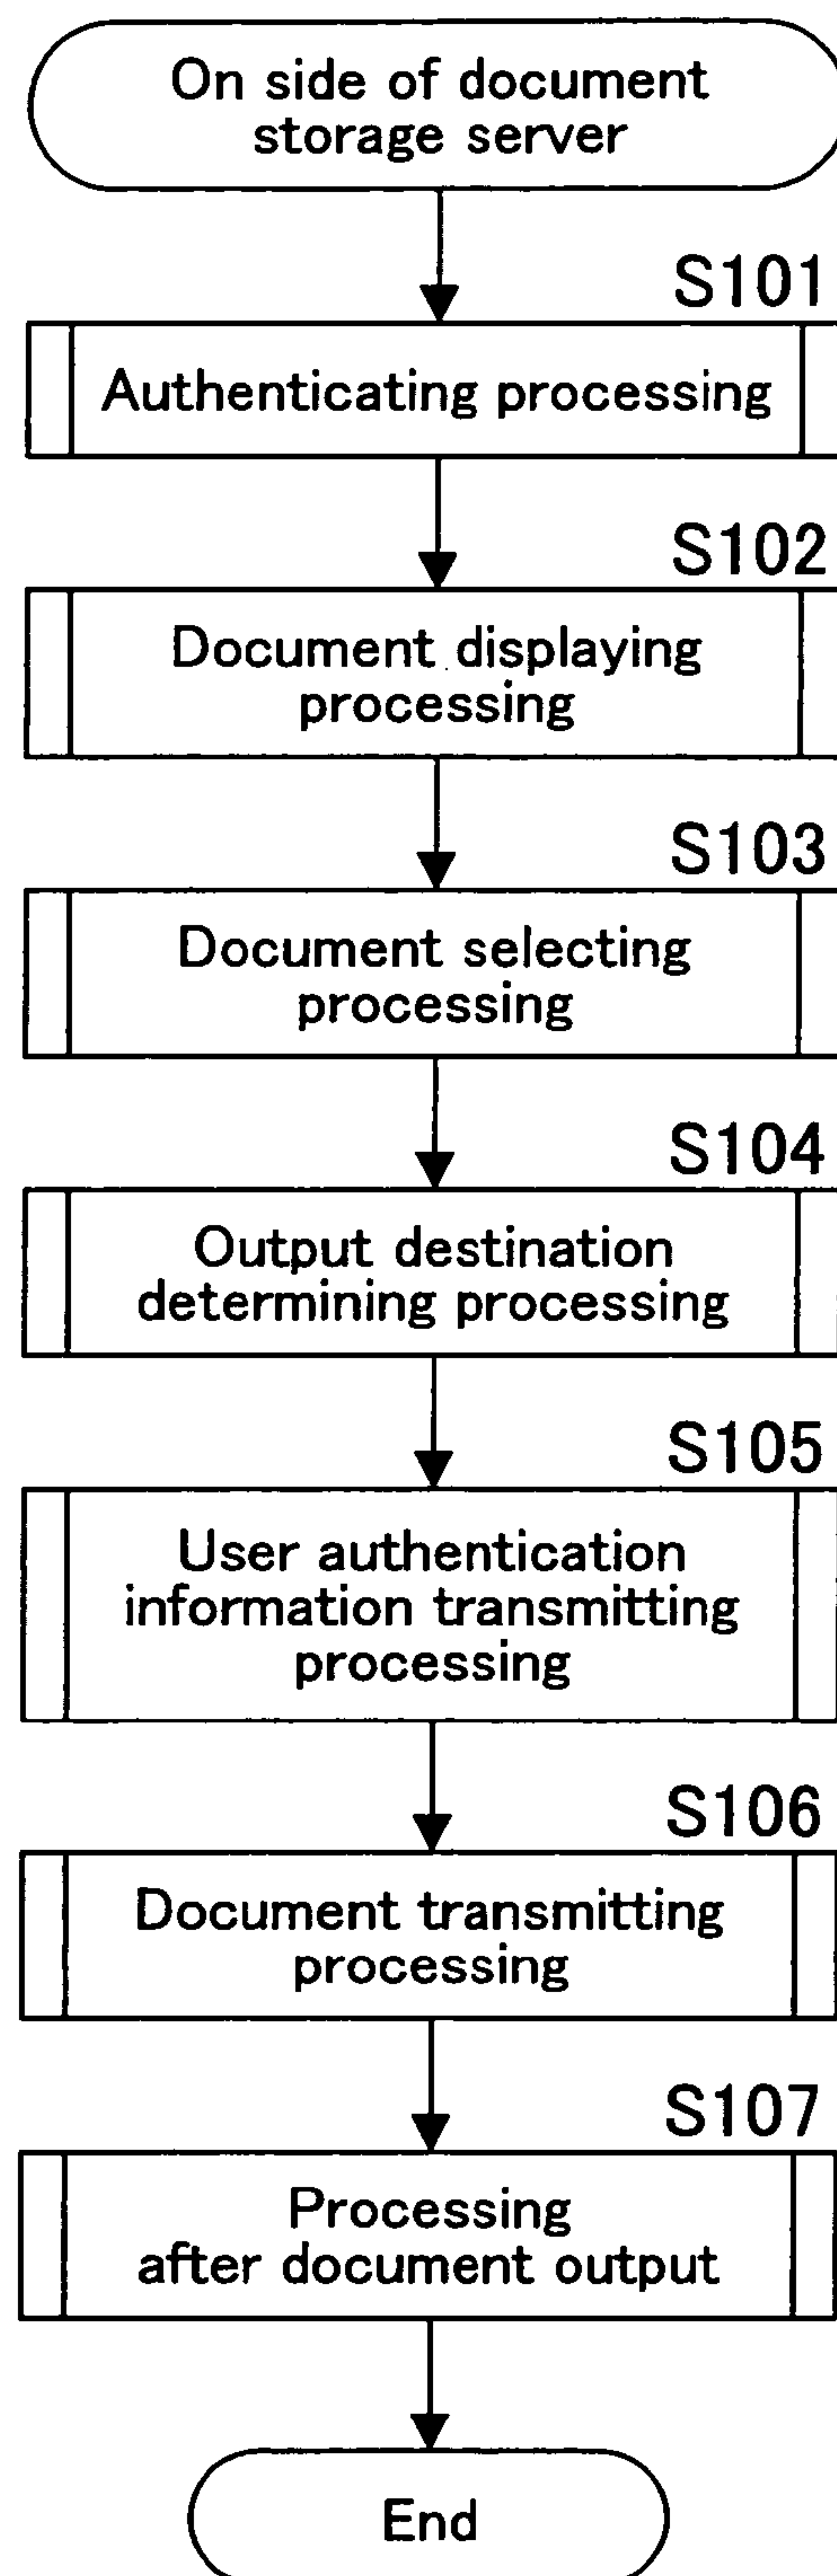 On side of document
storage server
S101
Authenticating processing
S102
Document displaying
processing
S103
Document selecting
processing
S104
Output destination
determining processing
S105
User authentication
information transmitting
processing
S106
Document transmitting
processing
S107
Processing
after document output
End